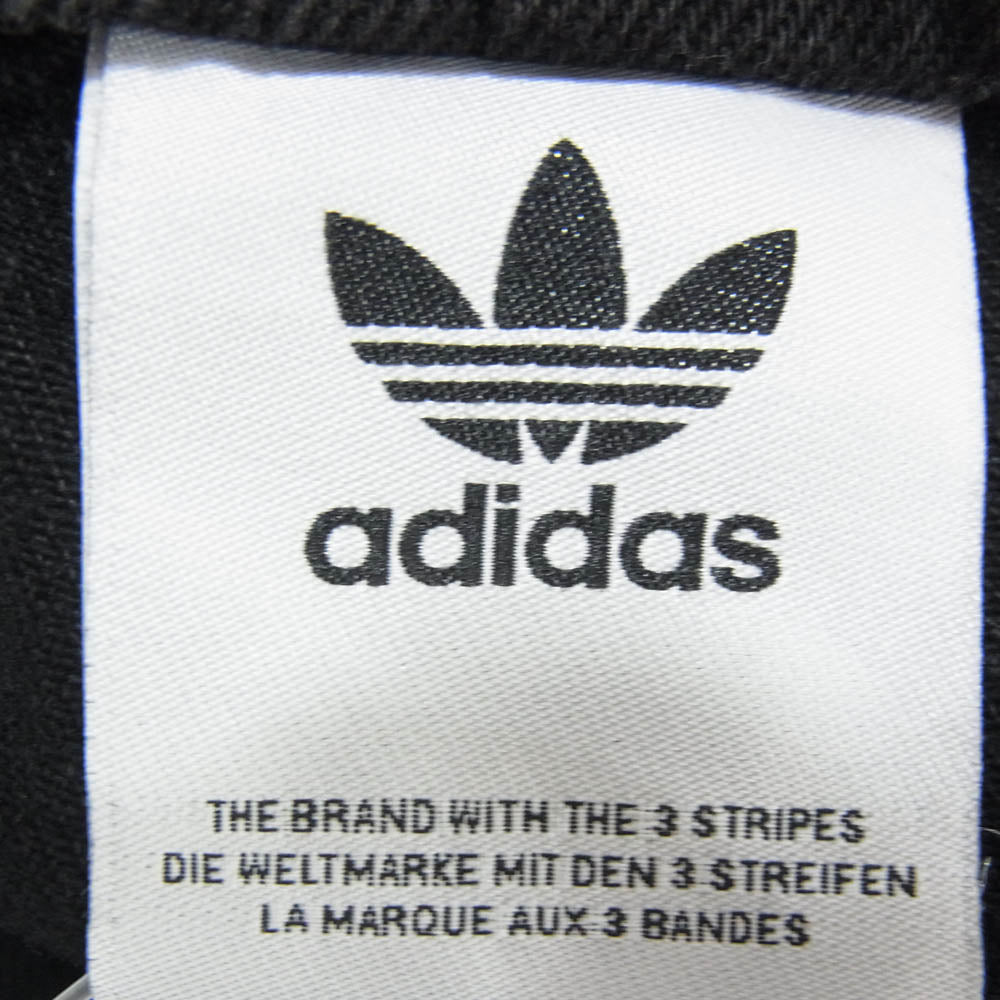 adidas
THE BRAND WITH THE 3 STRIPES
DIE WELTMARKE MIT DEN 3 STREIFEN
LA MARQUE AUX 3 BANDES